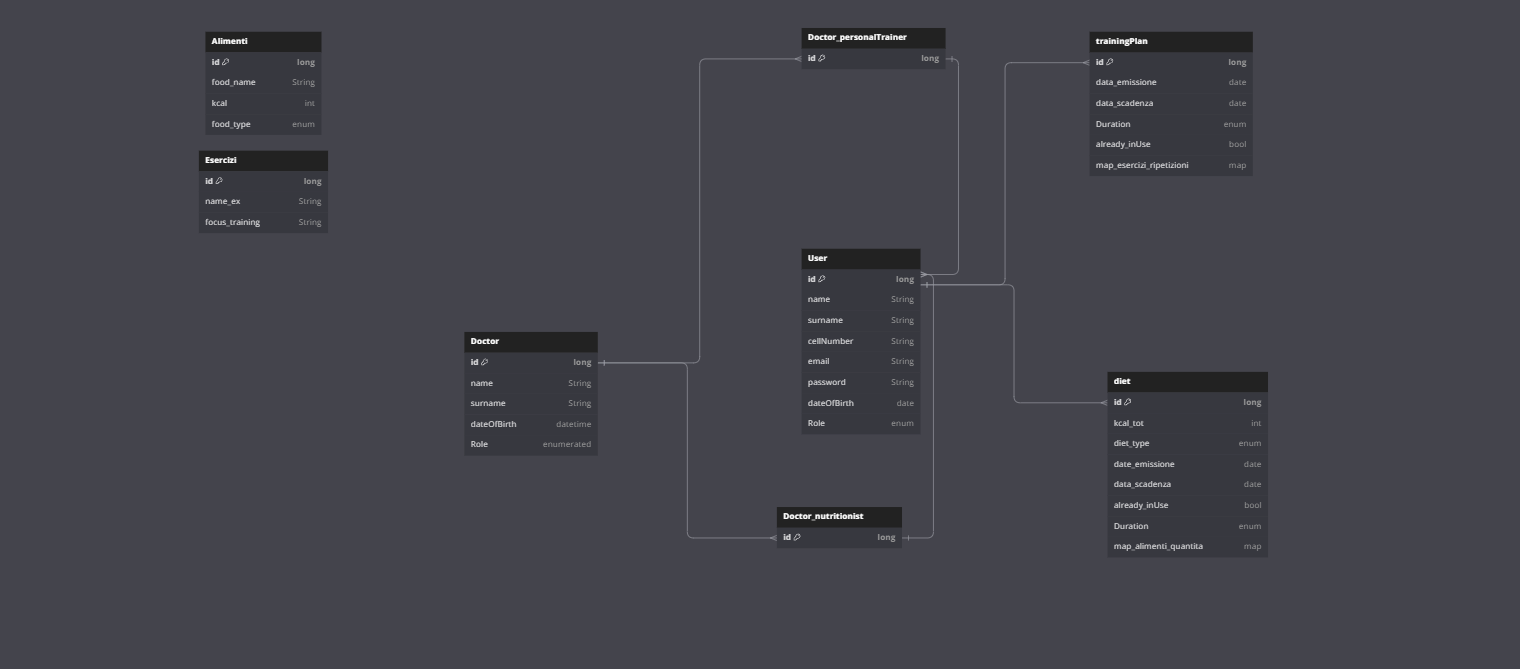 Alimenti
id long
food_name String
kcal int
food_type enum
Esercizi
id long
name_ex String
focus_training String
Doctor
id long
name String
surname String
dateOfBirth datetime
Role enumerated
Doctor_personalTrainer
id long
User
id long
name String
surname String
cellNumber String
email String
password String
dateOfBirth date
Role enum
Doctor_nutritionist
id long
trainingPlan
id long
data_emissione date
data_scadenza date
Duration enum
already_inUse bool
map_esercizi_ripetizioni map
diet
id long
kcal_tot int
diet_type enum
date_emissione date
data_scadenza date
already_inUse bool
Duration enum
map_alimenti_quantita map